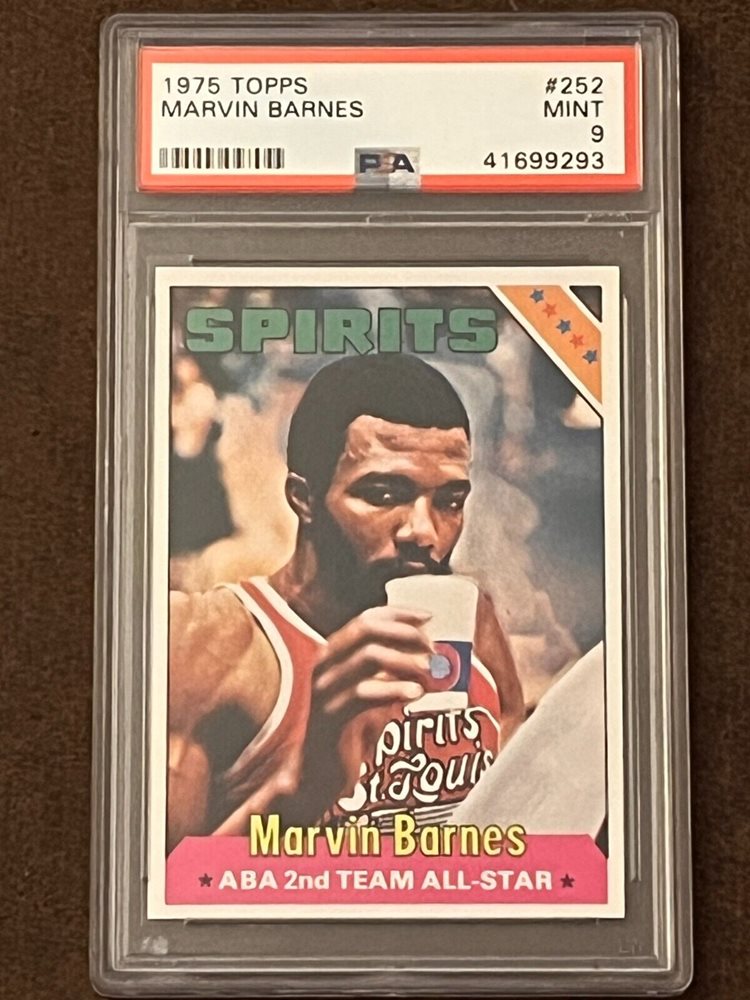 1975 TOPPS #252
MARVIN BARNES MINT
9
PSA 41699293
SPIRITS
pirits
St. Louis
Marvin Barnes
★ ABA 2nd TEAM ALL-STAR ★